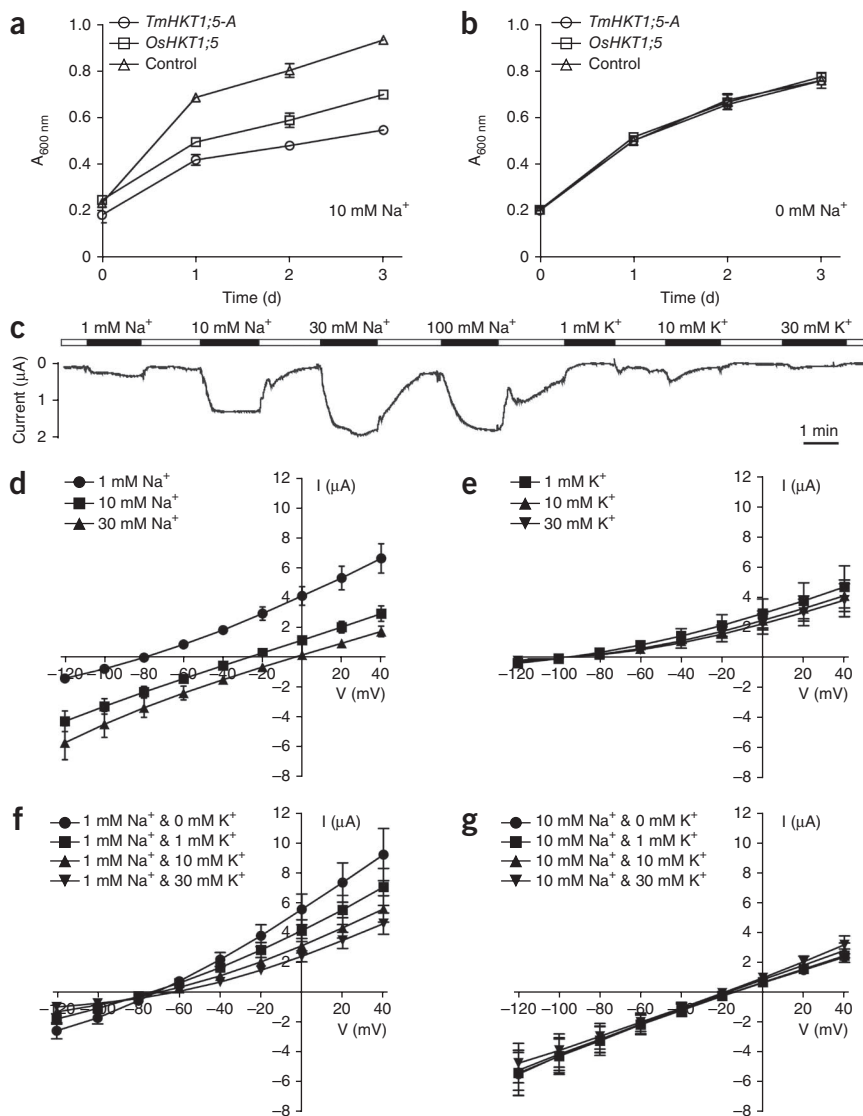 a
TmHKT1;5-A
OsHKT1;5
Control
1.0
0.8
0.6
0.4
0.2
0
A600 nm
10 mM Na+
0 1 2 3
Time (d)
b
TmHKT1;5-A
OsHKT1;5
Control
1.0
0.8
0.6
0.4
0.2
0
A600 nm
0 mM Na+
0 1 2 3
Time (d)
c
1 mM Na+ 10 mM Na+ 30 mM Na+ 100 mM Na+ 1 mM K+ 10 mM K+ 30 mM K+
0
1
2
Current (μA)
1 min
d
1 mM Na+
10 mM Na+
30 mM Na+
I (μA)
12
10
8
6
4
2
−2
−4
−6
−8
−120 −100 −80 −60 −40 −20 20 40
V (mV)
e
1 mM K+
10 mM K+
30 mM K+
I (μA)
12
10
8
6
4
2
−2
−4
−6
−8
−120 −100 −80 −60 −40 −20 20 40
V (mV)
f
1 mM Na+ & 0 mM K+
1 mM Na+ & 1 mM K+
1 mM Na+ & 10 mM K+
1 mM Na+ & 30 mM K+
I (μA)
12
10
8
6
4
2
−2
−4
−6
−8
−120 −100 −80 −60 −40 −20 20 40
V (mV)
g
10 mM Na+ & 0 mM K+
10 mM Na+ & 1 mM K+
10 mM Na+ & 10 mM K+
10 mM Na+ & 30 mM K+
I (μA)
12
10
8
6
4
2
−2
−4
−6
−8
−120 −100 −80 −60 −40 −20 20 40
V (mV)